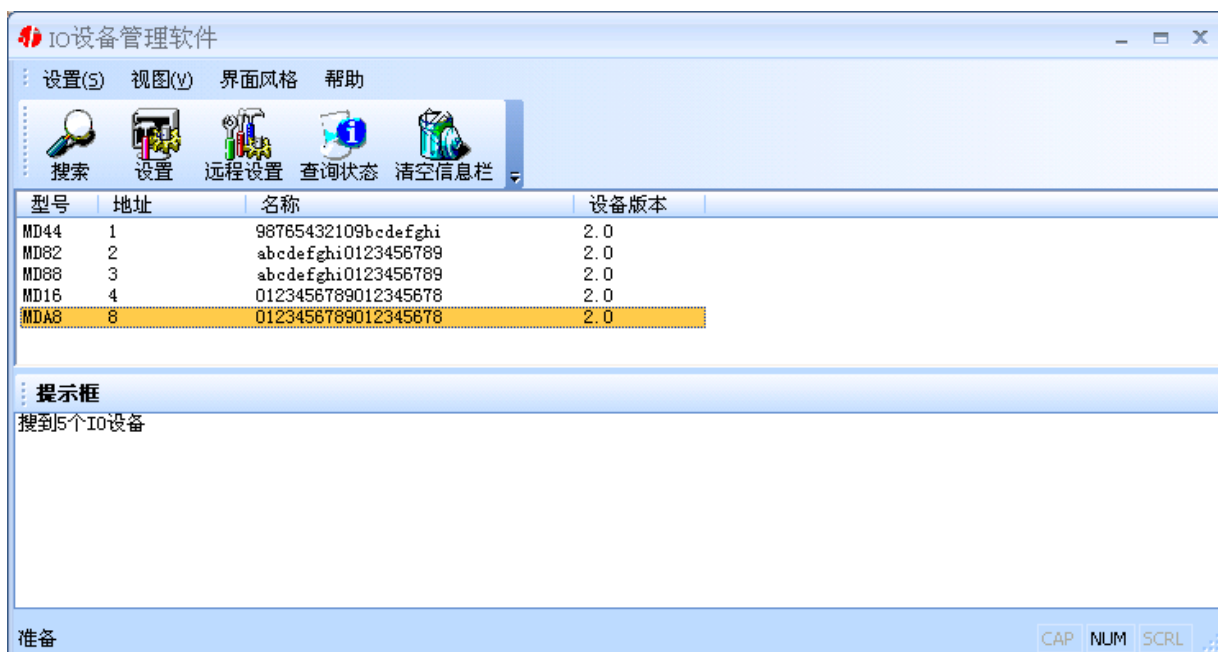 IO设备管理软件
设置(S) 视图(V) 界面风格 帮助
搜索 设置 远程设置 查询状态 清空信息栏
型号 地址 名称 设备版本
MD44 1 98765432109bcdefghi 2.0
MD82 2 abcdefghi0123456789 2.0
MD88 3 abcdefghi0123456789 2.0
MD16 4 0123456789012345678 2.0
MDA8 8 0123456789012345678 2.0
提示框
搜到5个IO设备
准备 CAP NUM SCRL